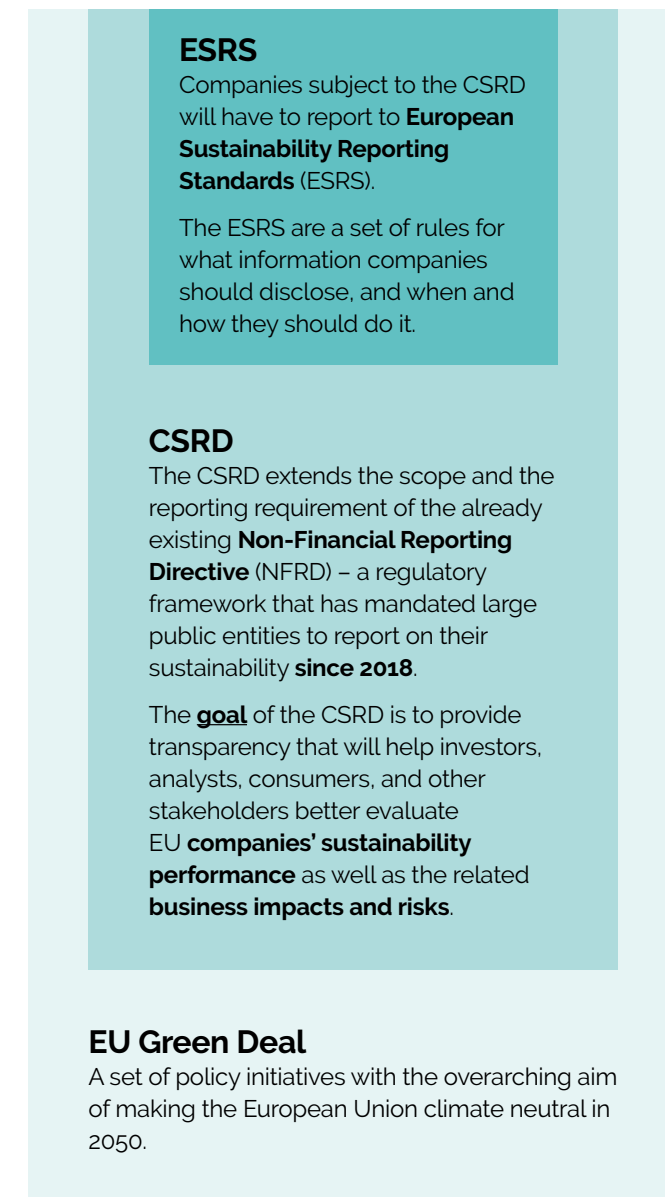 ESRS
Companies subject to the CSRD
will have to report to European
Sustainability Reporting
Standards (ESRS).
The ESRS are a set of rules for
what information companies
should disclose, and when and
how they should do it.
CSRD
The CSRD extends the scope and the
reporting requirement of the already
existing Non-Financial Reporting
Directive (NFRD) – a regulatory
framework that has mandated large
public entities to report on their
sustainability since 2018.
The goal of the CSRD is to provide
transparency that will help investors,
analysts, consumers, and other
stakeholders better evaluate
EU companies’ sustainability
performance as well as the related
business impacts and risks.
EU Green Deal
A set of policy initiatives with the overarching aim
of making the European Union climate neutral in
2050.